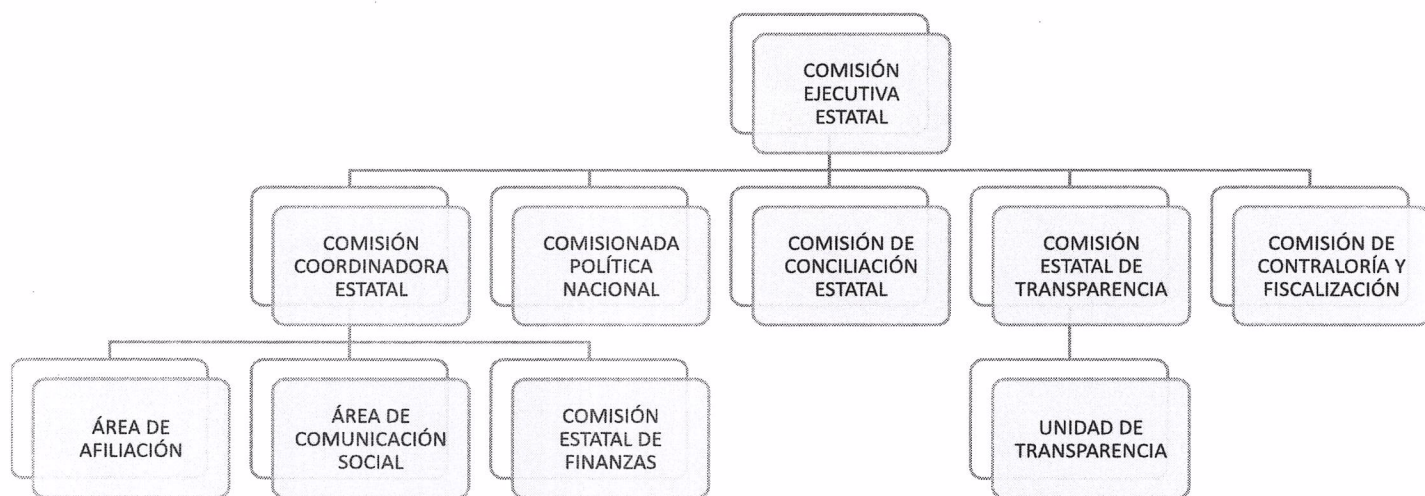 COMISIÓN
EJECUTIVA
ESTATAL
COMISIÓN
COORDINADORA
ESTATAL
COMISIONADA
POLÍTICA
NACIONAL
COMISIÓN DE
CONCILIACIÓN
ESTATAL
COMISIÓN
ESTATAL DE
TRANSPARENCIA
COMISIÓN DE
CONTRALORÍA Y
FISCALIZACIÓN
ÁREA DE
AFILIACIÓN
ÁREA DE
COMUNICACIÓN
SOCIAL
COMISIÓN
ESTATAL DE
FINANZAS
UNIDAD DE
TRANSPARENCIA